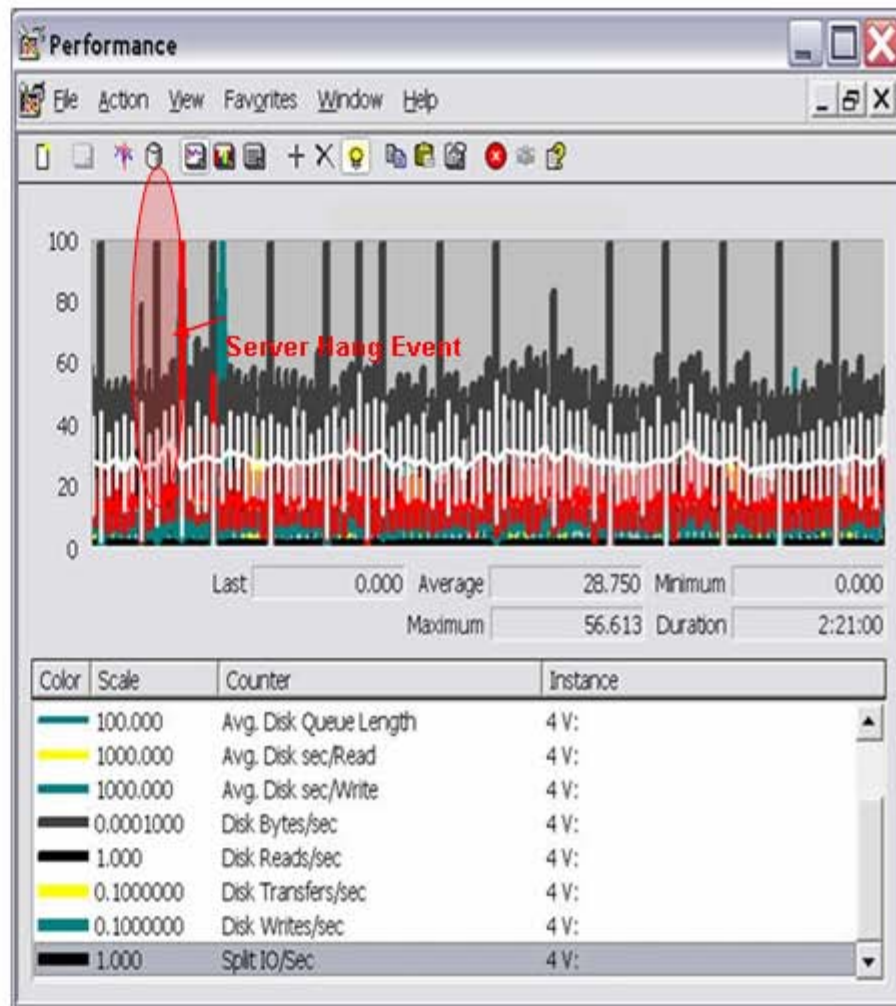 Performance
File Action View Favorites Window Help
100
80
60
40
20
0
Server Hang Event
Last 0.000 Average 28.750 Minimum 0.000
Maximum 56.613 Duration 2:21:00
Color Scale Counter Instance
100.000 Avg. Disk Queue Length 4 V:
1000.000 Avg. Disk sec/Read 4 V:
1000.000 Avg. Disk sec/Write 4 V:
0.0001000 Disk Bytes/sec 4 V:
1.000 Disk Reads/sec 4 V:
0.1000000 Disk Transfers/sec 4 V:
0.1000000 Disk Writes/sec 4 V:
1.000 Split IO/Sec 4 V: